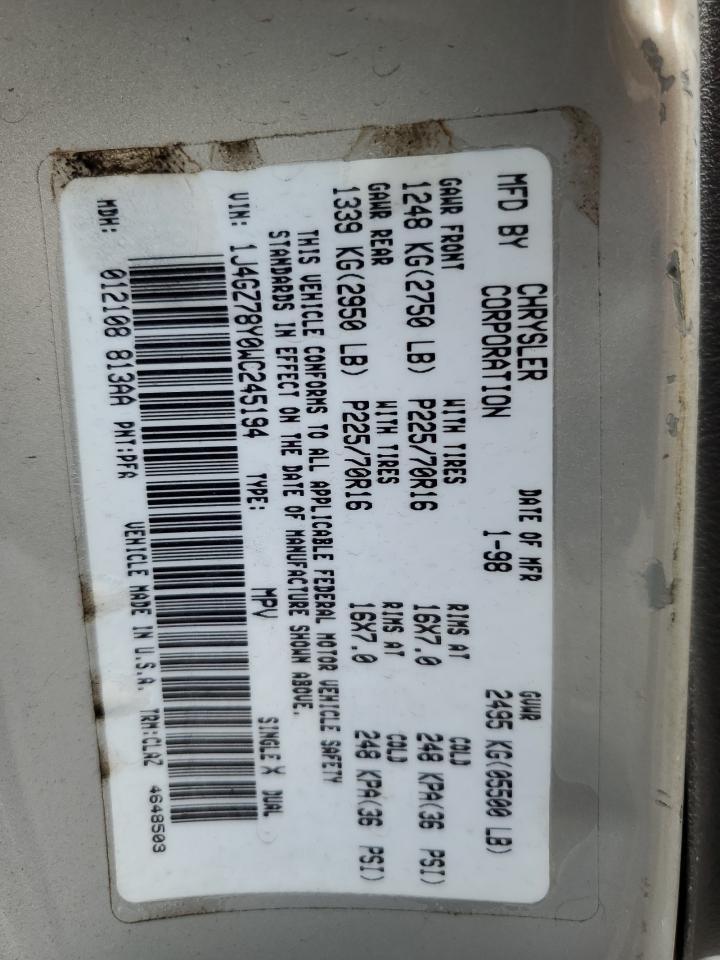 MFD BY CHRYSLER CORPORATION DATE OF MFR 1-98 GVWR 2495 KG(05500 LB)
GAWR FRONT WITH TIRES RIMS AT COLD
1248 KG(2750 LB) P225/70R16 16X7.0 248 KPA(36 PSI)
GAWR REAR WITH TIRES RIMS AT COLD
1339 KG(2950 LB) P225/70R16 16X7.0 248 KPA(36 PSI)
THIS VEHICLE CONFORMS TO ALL APPLICABLE FEDERAL MOTOR VEHICLE SAFETY
STANDARDS IN EFFECT ON THE DATE OF MANUFACTURE SHOWN ABOVE.
VIN: 1J4GZ78Y0WC245194 TYPE: MPV SINGLE X DUAL
MDH: 012108 813AA PNT:PFA VEHICLE MADE IN U.S.A. TRM:CLAZ 4648503